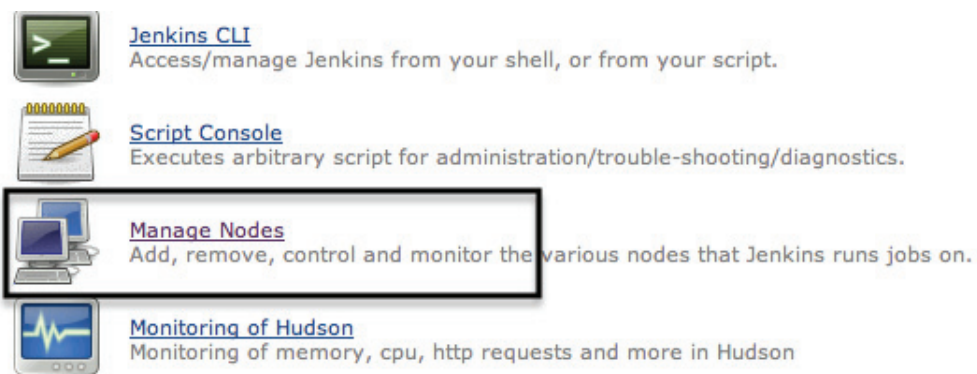 Jenkins CLI
Access/manage Jenkins from your shell, or from your script.
Script Console
Executes arbitrary script for administration/trouble-shooting/diagnostics.
Manage Nodes
Add, remove, control and monitor the various nodes that Jenkins runs jobs on.
Monitoring of Hudson
Monitoring of memory, cpu, http requests and more in Hudson